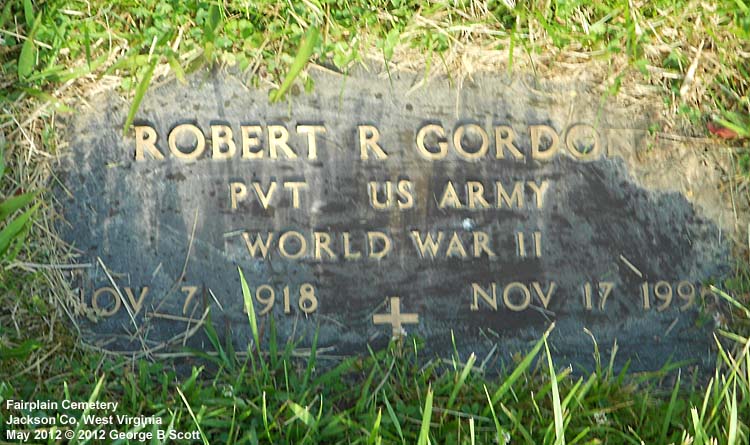 ROBERT R GORDON
PVT US ARMY
WORLD WAR II
NOV 7 1918 NOV 17
Fairplain Cemetery
Jackson Co, West Virginia
May 2012 © 2012 George B Scott